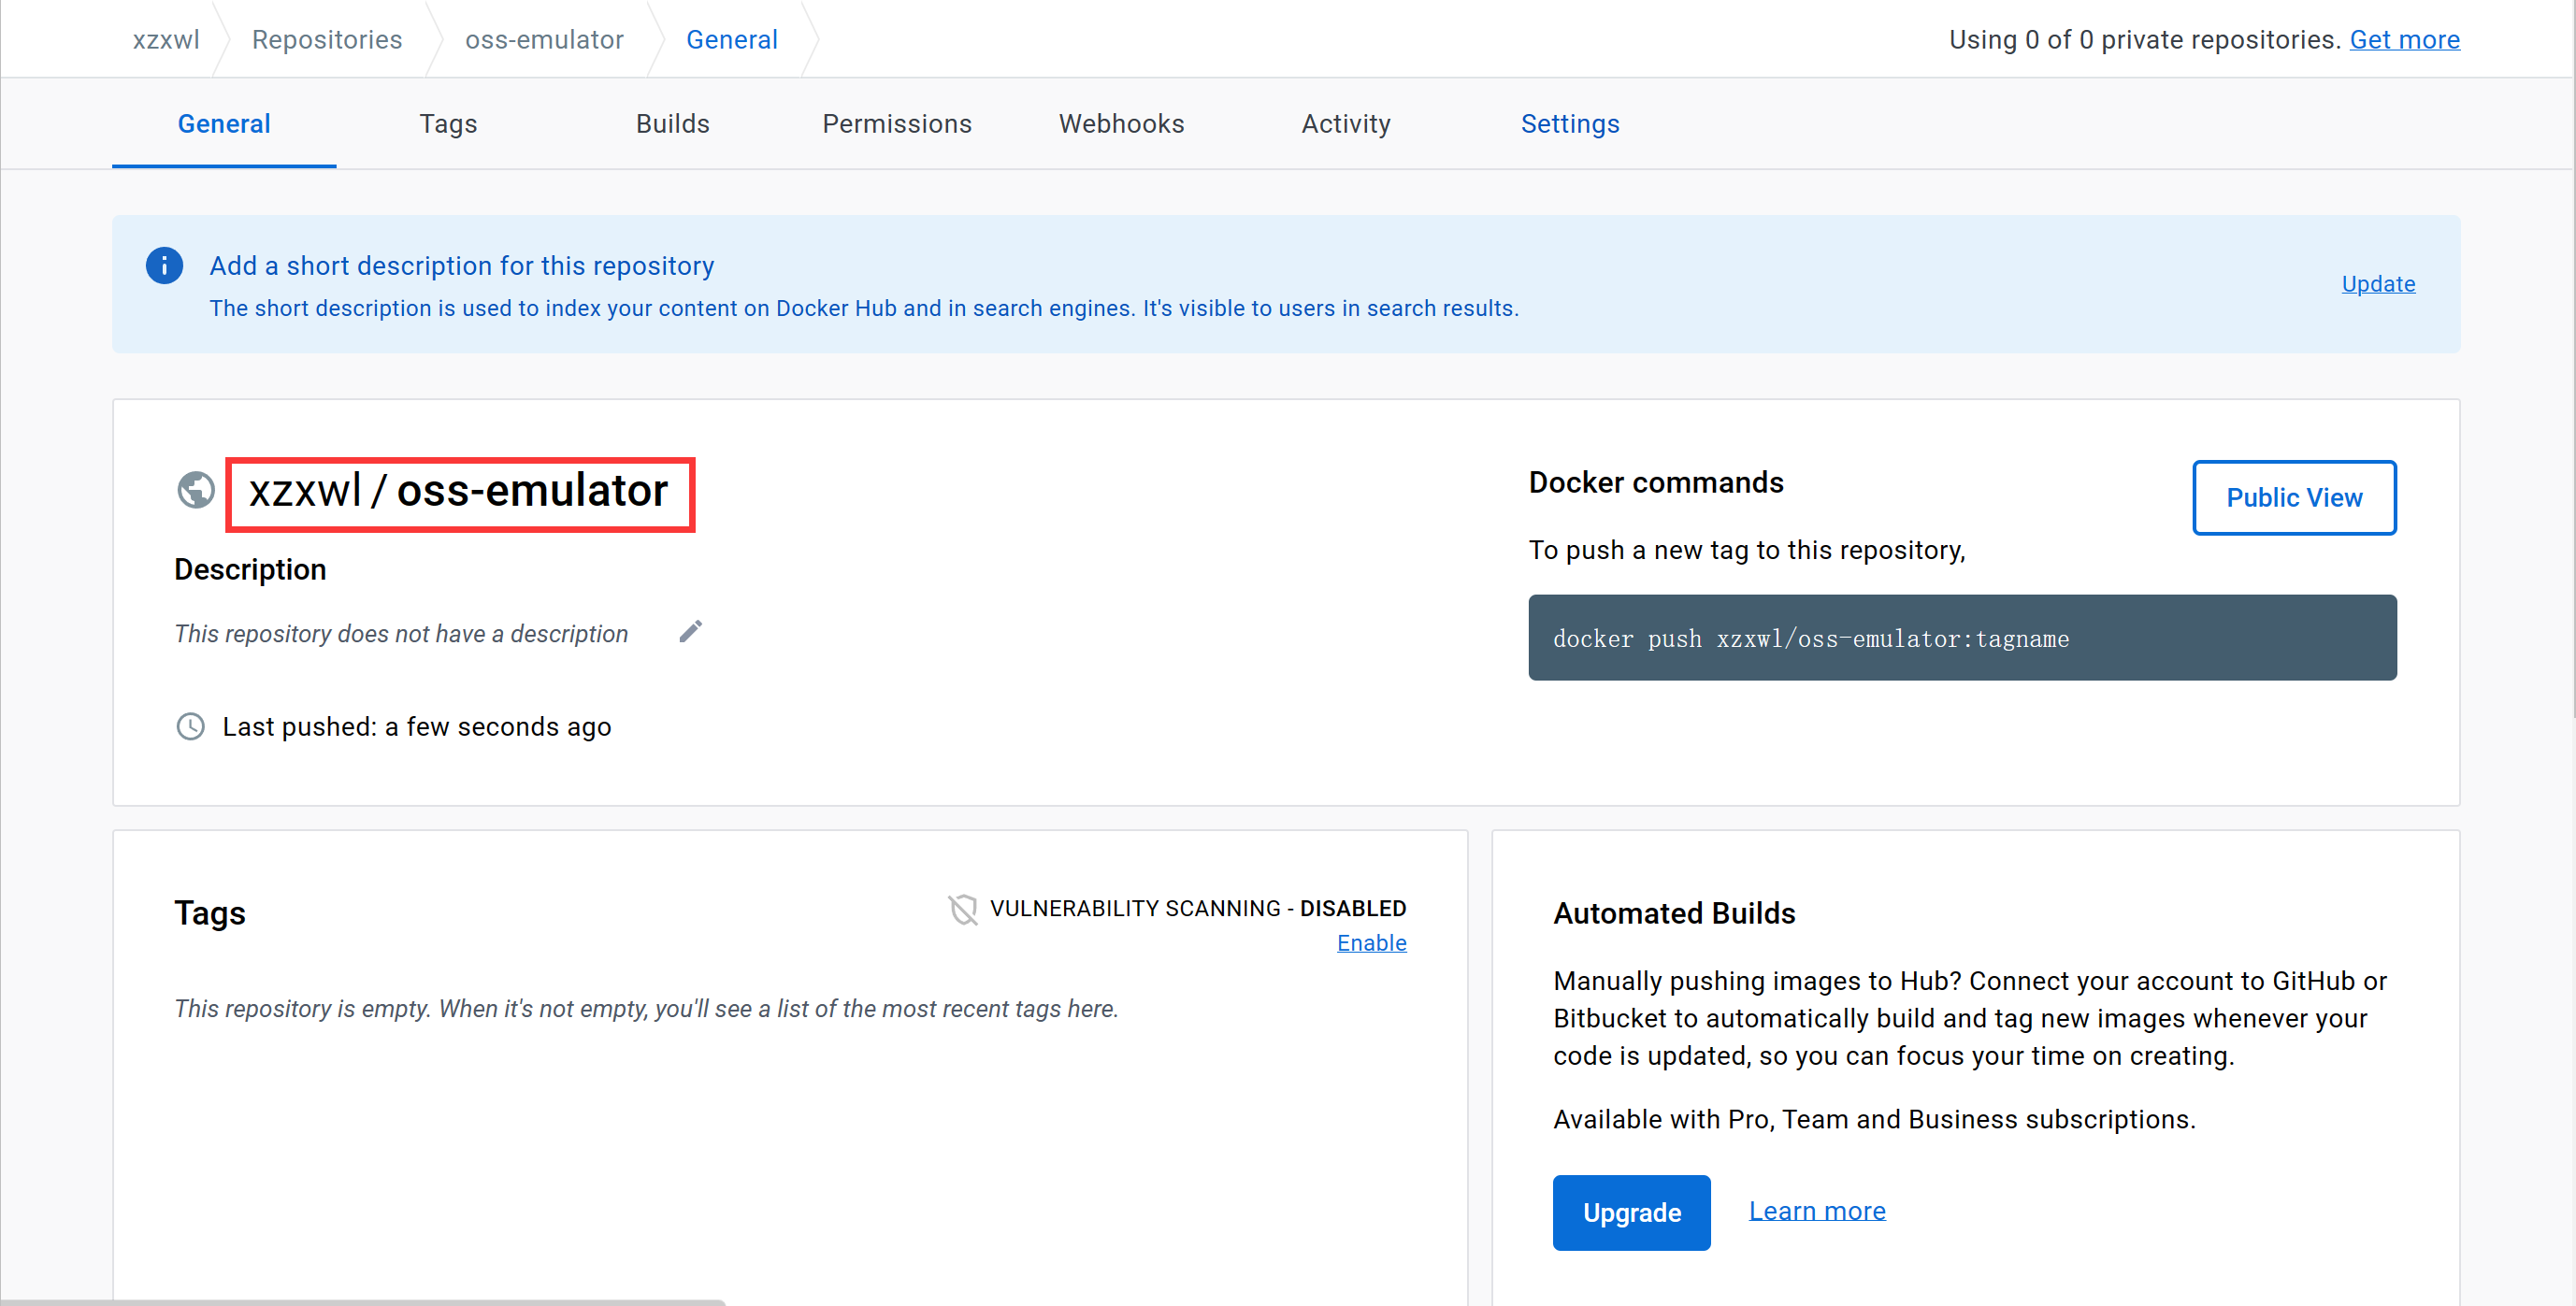 xzxwl Repositories oss-emulator General Using 0 of 0 private repositories. Get more
General Tags Builds Permissions Webhooks Activity Settings
Add a short description for this repository
The short description is used to index your content on Docker Hub and in search engines. It's visible to users in search results.
Update
xzxwl / oss-emulator
Description
This repository does not have a description
Last pushed: a few seconds ago
Docker commands
Public View
To push a new tag to this repository,
docker push xzxwl/oss-emulator:tagname
Tags
VULNERABILITY SCANNING - DISABLED
Enable
This repository is empty. When it's not empty, you'll see a list of the most recent tags here.
Automated Builds
Manually pushing images to Hub? Connect your account to GitHub or
Bitbucket to automatically build and tag new images whenever your
code is updated, so you can focus your time on creating.
Available with Pro, Team and Business subscriptions.
Upgrade Learn more